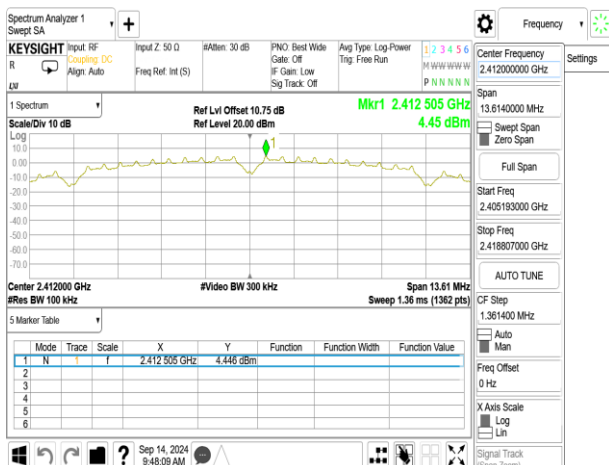 Spectrum Analyzer 1
Swept SA
+
Frequency
KEYSIGHT
R
LXI
Input: RF
Coupling: DC
Align: Auto
Input Z: 50 Ω
Freq Ref: Int (S)
#Atten: 30 dB
PNO: Best Wide
Gate: Off
IF Gain: Low
Sig Track: Off
Avg Type: Log-Power
Trig: Free Run
1 2 3 4 5 6
M W W W W W
P N N N N N
1 Spectrum
Scale/Div 10 dB
Ref Lvl Offset 10.75 dB
Ref Level 20.00 dBm
Mkr1 2.412 505 GHz
4.45 dBm
Log
10.0
0.00
-10.0
-20.0
-30.0
-40.0
-50.0
-60.0
-70.0
1
Center 2.412000 GHz
#Res BW 100 kHz
#Video BW 300 kHz
Span 13.61 MHz
Sweep 1.36 ms (1362 pts)
5 Marker Table
Mode Trace Scale X Y Function Function Width Function Value
1 N 1 f 2.412 505 GHz 4.446 dBm
2
3
4
5
6
Sep 14, 2024
9:48:09 AM
?
Settings
Center Frequency
2.412000000 GHz
Span
13.6140000 MHz
Swept Span
Zero Span
Full Span
Start Freq
2.405193000 GHz
Stop Freq
2.418807000 GHz
AUTO TUNE
CF Step
1.361400 MHz
Auto
Man
Freq Offset
0 Hz
X Axis Scale
Log
Lin
Signal Track
(Span Zoom)